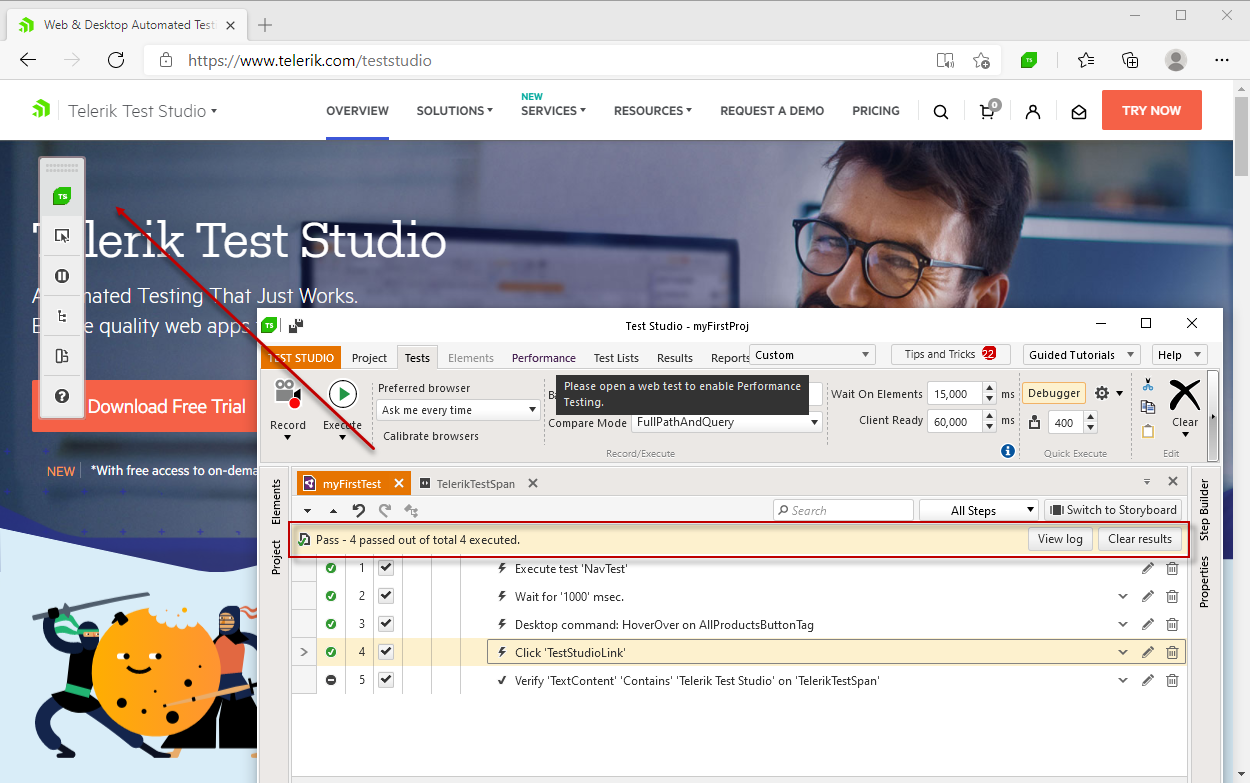 Web & Desktop Automated Test
https://www.telerik.com/teststudio
TS
Telerik Test Studio
OVERVIEW
SOLUTIONS
NEW
SERVICES
RESOURCES
REQUEST A DEMO
PRICING
0
TRY NOW
TS
lerik Test Studio
mated Testing That Just Works.
quality web apps
Download Free Trial
NEW
*With free access to on-dema
TS
Test Studio - myFirstProj
TEST STUDIO
Project
Tests
Elements
Performance
Test Lists
Results
Reports
Custom
Tips and Tricks
22
Guided Tutorials
Help
Record
Execute
Preferred browser
Ask me every time
Calibrate browsers
Ba
Please open a web test to enable Performance
Testing.
Compare Mode
FullPathAndQuery
Wait On Elements
15,000
ms
Client Ready
60,000
ms
Record/Execute
Debugger
400
Quick Execute
Clear
Edit
Elements
Project
myFirstTest
TelerikTestSpan
Search
All Steps
Switch to Storyboard
Pass - 4 passed out of total 4 executed.
View log
Clear results
1 Execute test 'NavTest'
2 Wait for '1000' msec.
3 Desktop command: HoverOver on AllProductsButtonTag
4 Click 'TestStudioLink'
5 Verify 'TextContent' 'Contains' 'Telerik Test Studio' on 'TelerikTestSpan'
Step Builder
Properties